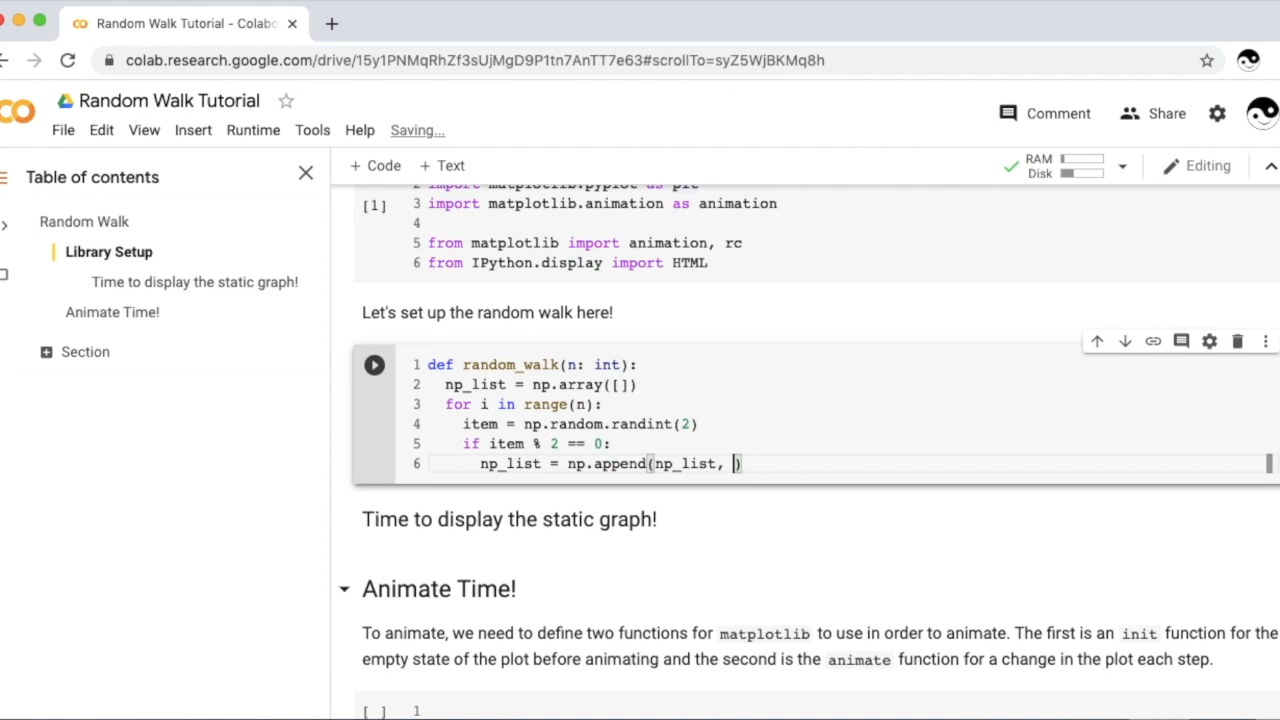 Random Walk Tutorial - Colabo
colab.research.google.com/drive/15y1PNMqRhZf3sUjMgD9P1tn7AnTT7e63#scrollTo=syZ5WjBKMq8h
Random Walk Tutorial
Comment
Share
File Edit View Insert Runtime Tools Help Saving...
Table of contents
Random Walk
Library Setup
Time to display the static graph!
Animate Time!
Section
+ Code + Text
RAM
Disk
Editing
2 import matplotlib.pyplot as plt
[1] 3 import matplotlib.animation as animation
4
5 from matplotlib import animation, rc
6 from IPython.display import HTML
Let's set up the random walk here!
1 def random_walk(n: int):
2 np_list = np.array([])
3 for i in range(n):
4 item = np.random.randint(2)
5 if item % 2 == 0:
6 np_list = np.append(np_list, )
Time to display the static graph!
Animate Time!
To animate, we need to define two functions for matplotlib to use in order to animate. The first is an init function for the
empty state of the plot before animating and the second is the animate function for a change in the plot each step.
[ ] 1